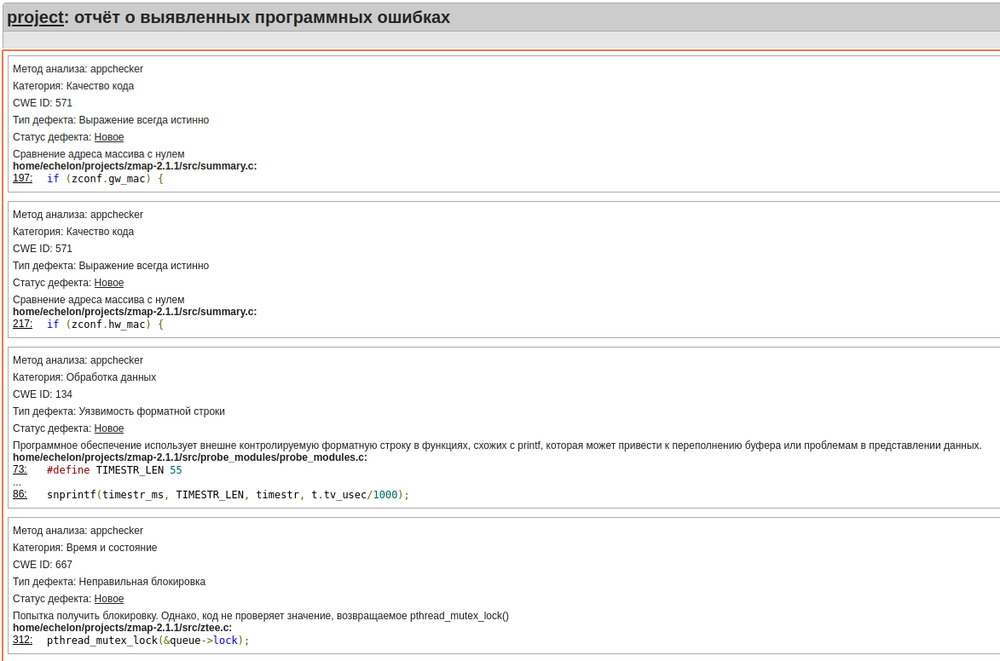 project: отчёт о выявленных программных ошибках
Метод анализа: appchecker
Категория: Качество кода
CWE ID: 571
Тип дефекта: Выражение всегда истинно
Статус дефекта: Новое
Сравнение адреса массива с нулем
home/echelon/projects/zmap-2.1.1/src/summary.c:
197: if (zconf.gw_mac) {
Метод анализа: appchecker
Категория: Качество кода
CWE ID: 571
Тип дефекта: Выражение всегда истинно
Статус дефекта: Новое
Сравнение адреса массива с нулем
home/echelon/projects/zmap-2.1.1/src/summary.c:
217: if (zconf.hw_mac) {
Метод анализа: appchecker
Категория: Обработка данных
CWE ID: 134
Тип дефекта: Уязвимость форматной строки
Статус дефекта: Новое
Программное обеспечение использует внешне контролируемую форматную строку в функциях, схожих с printf, которая может привести к переполнению буфера или проблемам в представлении данных.
home/echelon/projects/zmap-2.1.1/src/probe_modules/probe_modules.c:
73: #define TIMESTR_LEN 55
...
86: snprintf(timestr_ms, TIMESTR_LEN, timestr, t.tv_usec/1000);
Метод анализа: appchecker
Категория: Время и состояние
CWE ID: 667
Тип дефекта: Неправильная блокировка
Статус дефекта: Новое
Попытка получить блокировку. Однако, код не проверяет значение, возвращаемое pthread_mutex_lock()
home/echelon/projects/zmap-2.1.1/src/ztee.c:
312: pthread_mutex_lock(&queue->lock);